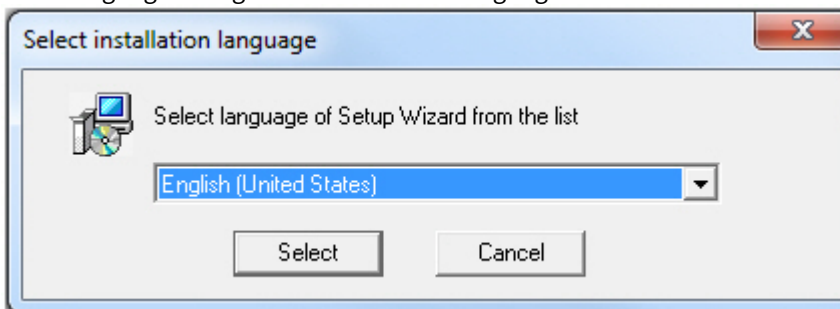 Select installation language
Select language of Setup Wizard from the list
English (United States)
Select
Cancel